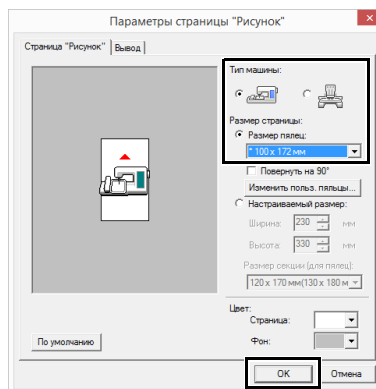 Параметры страницы "Рисунок"
Страница "Рисунок"
Вывод
Тип машины:
Размер страницы:
Размер пялец:
* 100 x 172 мм
Повернуть на 90°
Изменить польз. пяльцы...
Настраиваемый размер:
Ширина: 230 мм
Высота: 330 мм
Размер секции (для пялец):
120 x 170 мм(130 x 180 м
Цвет:
Страница:
Фон:
По умолчанию
OK
Отмена